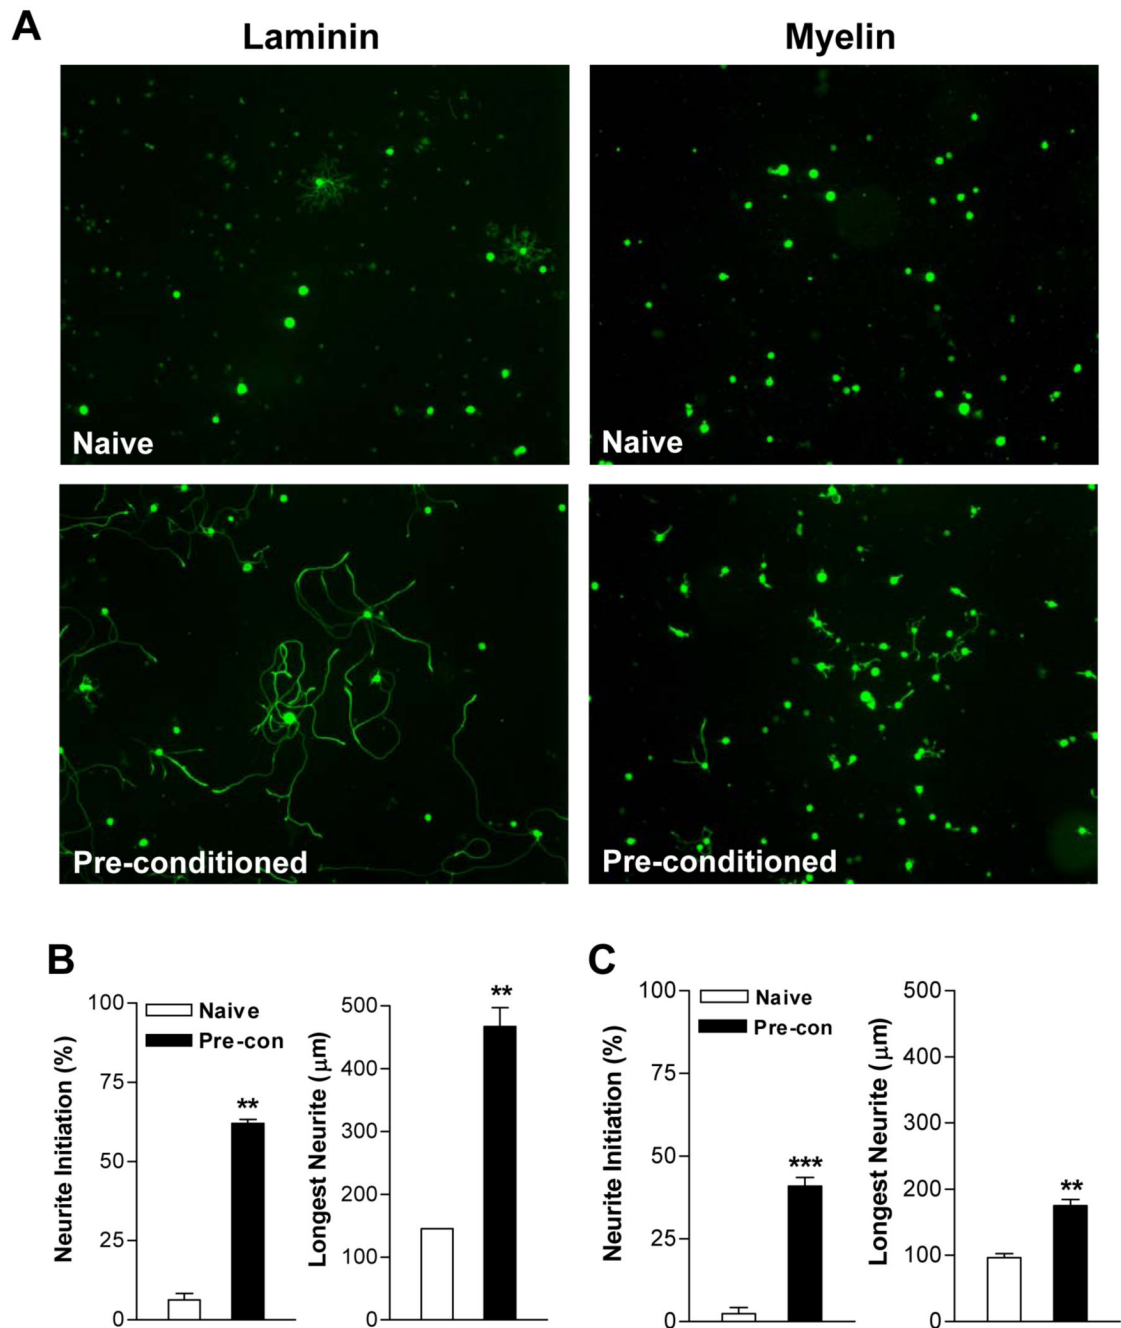 A
Laminin
Myelin
Naive
Naive
Pre-conditioned
Pre-conditioned
B
Neurite Initiation (%)
100
75
50
25
0
Naive
Pre-con
**
Longest Neurite (μm)
500
400
300
200
100
0
**
C
Neurite Initiation (%)
100
75
50
25
0
Naive
Pre-con
***
Longest Neurite (μm)
500
400
300
200
100
0
**